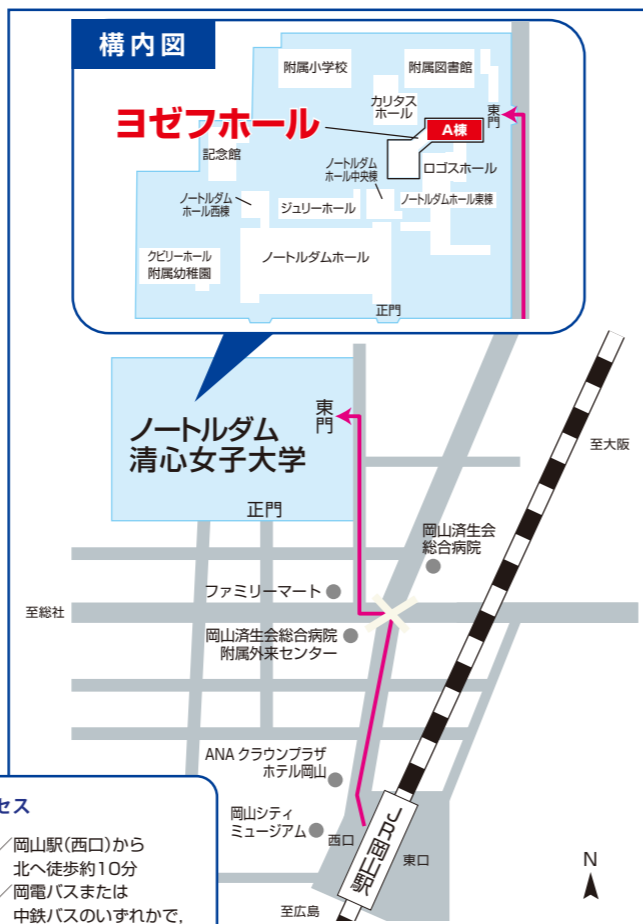 構内図
附属小学校
附属図書館
カリタス
ホール
東門
ヨゼフホール
A棟
記念館
ノートルダム
ホール中央棟
ロゴスホール
ノートルダム
ホール西棟
ジュリーホール
ノートルダムホール東棟
クビリーホール
附属幼稚園
ノートルダムホール
正門
ノートルダム
清心女子大学
東門
正門
至大阪
岡山済生会
総合病院
ファミリーマート
至総社
岡山済生会総合病院
附属外来センター
ANAクラウンプラザ
ホテル岡山
岡山シティ
ミュージアム
西口
JR岡山駅
東口
至広島
N
セス
／岡山駅(西口)から
北へ徒歩約10分
／岡電バスまたは
中鉄バスのいずれかで,